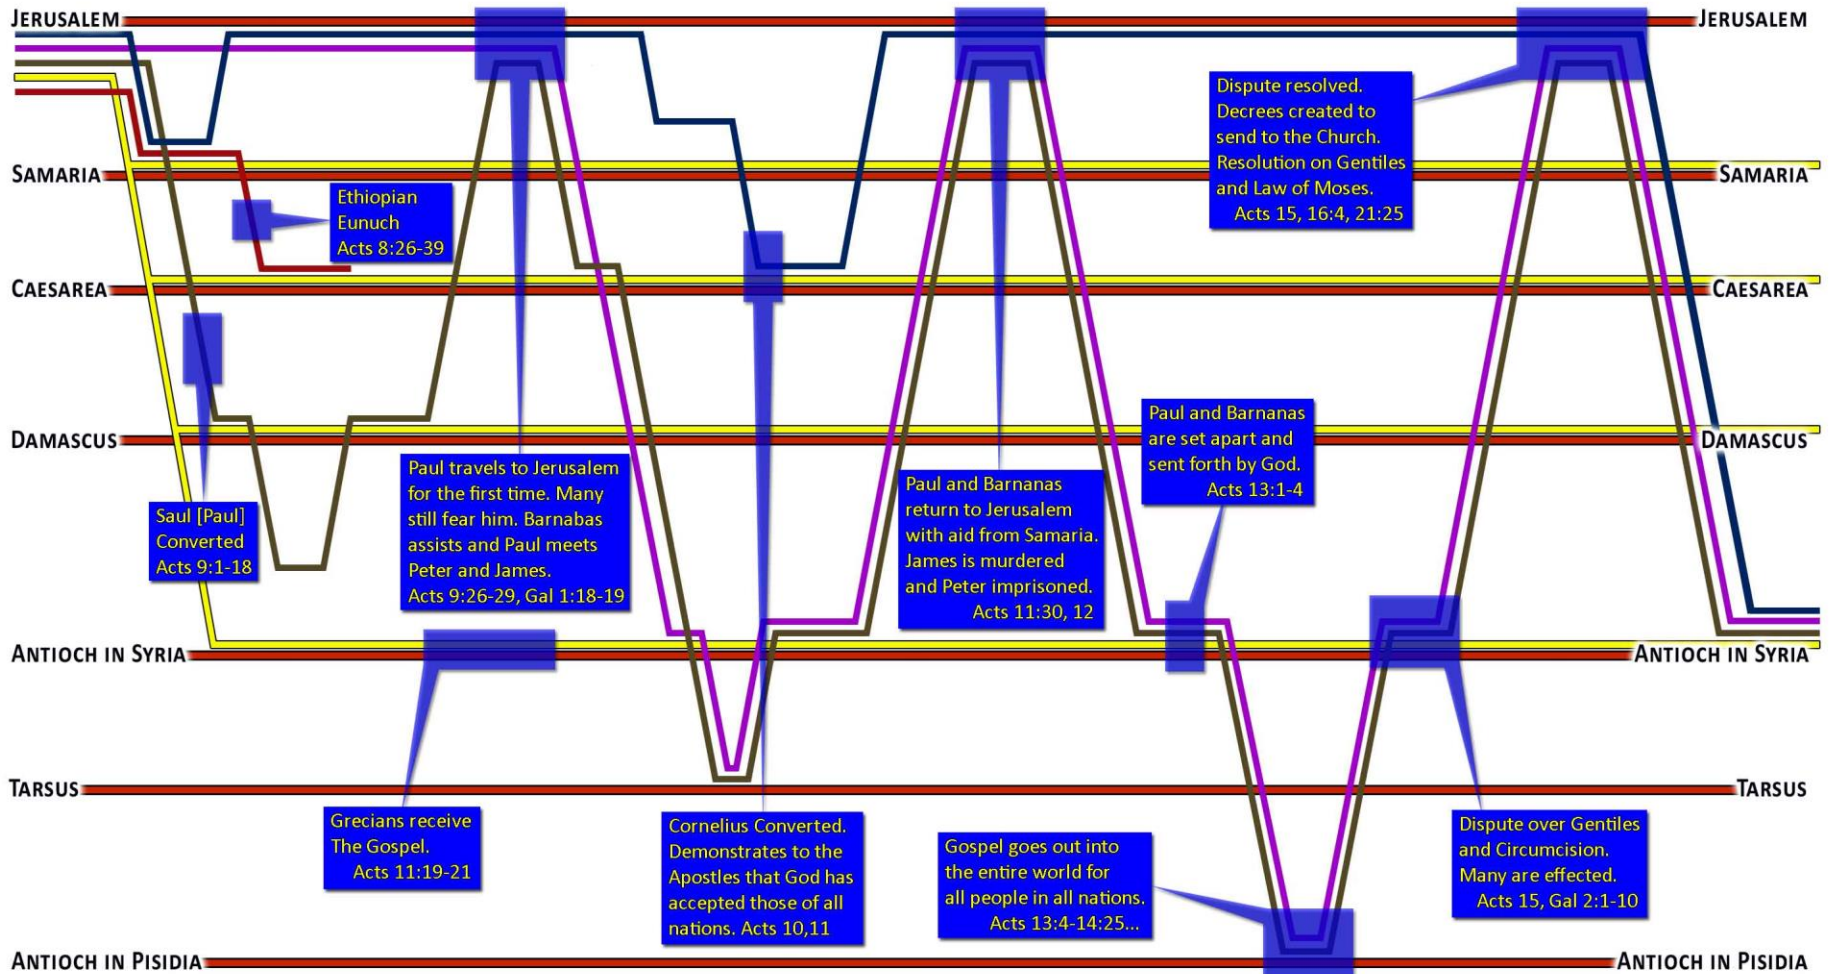 JERUSALEM
JERUSALEM
Dispute resolved.
Decrees created to
send to the Church.
Resolution on Gentiles
and Law of Moses.
Acts 15, 16:4, 21:25
SAMARIA
SAMARIA
Ethiopian
Eunuch
Acts 8:26-39
CAESAREA
CAESAREA
DAMASCUS
DAMASCUS
Saul [Paul]
Converted
Acts 9:1-18
Paul travels to Jerusalem
for the first time. Many
still fear him. Barnabas
assists and Paul meets
Peter and James.
Acts 9:26-29, Gal 1:18-19
Paul and Barnanas
return to Jerusalem
with aid from Samaria.
James is murdered
and Peter imprisoned.
Acts 11:30, 12
Paul and Barnanas
are set apart and
sent forth by God.
Acts 13:1-4
ANTIOCH IN SYRIA
ANTIOCH IN SYRIA
TARSUS
TARSUS
Grecians receive
The Gospel.
Acts 11:19-21
Cornelius Converted.
Demonstrates to the
Apostles that God has
accepted those of all
nations. Acts 10,11
Gospel goes out into
the entire world for
all people in all nations.
Acts 13:4-14:25...
Dispute over Gentiles
and Circumcision.
Many are effected.
Acts 15, Gal 2:1-10
ANTIOCH IN PISIDIA
ANTIOCH IN PISIDIA